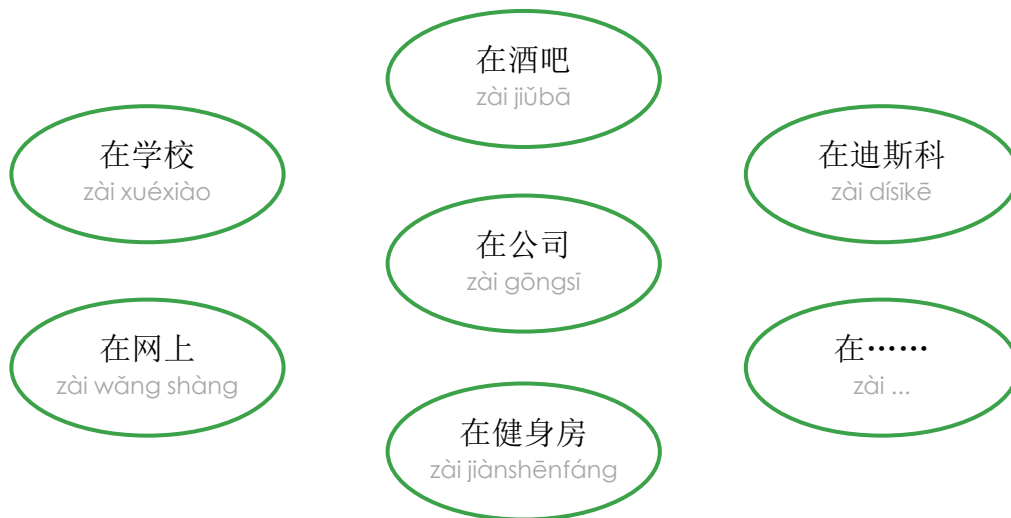 在酒吧
zài jiǔbā
在学校
zài xuéxiào
在迪斯科
zài dísīkē
在公司
zài gōngsī
在网上
zài wǎng shàng
在……
zài ...
在健身房
zài jiànshēnfáng